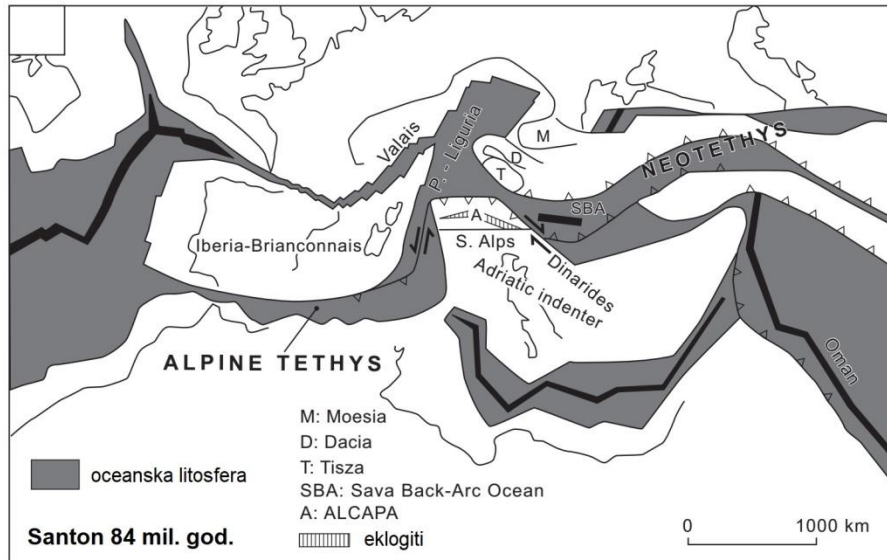 Valais
P. - Liguria
M
D
T
NEOTETHYS
SBA
A
Iberia-Brianconnais
S. Alps
Dinarides
Adriatic indenter
Oman
ALPINE TETHYS
M: Moesia
D: Dacia
T: Tisza
SBA: Sava Back-Arc Ocean
A: ALCAPA
eklogiti
oceanska litosfera
Santon 84 mil. god.
0 1000 km